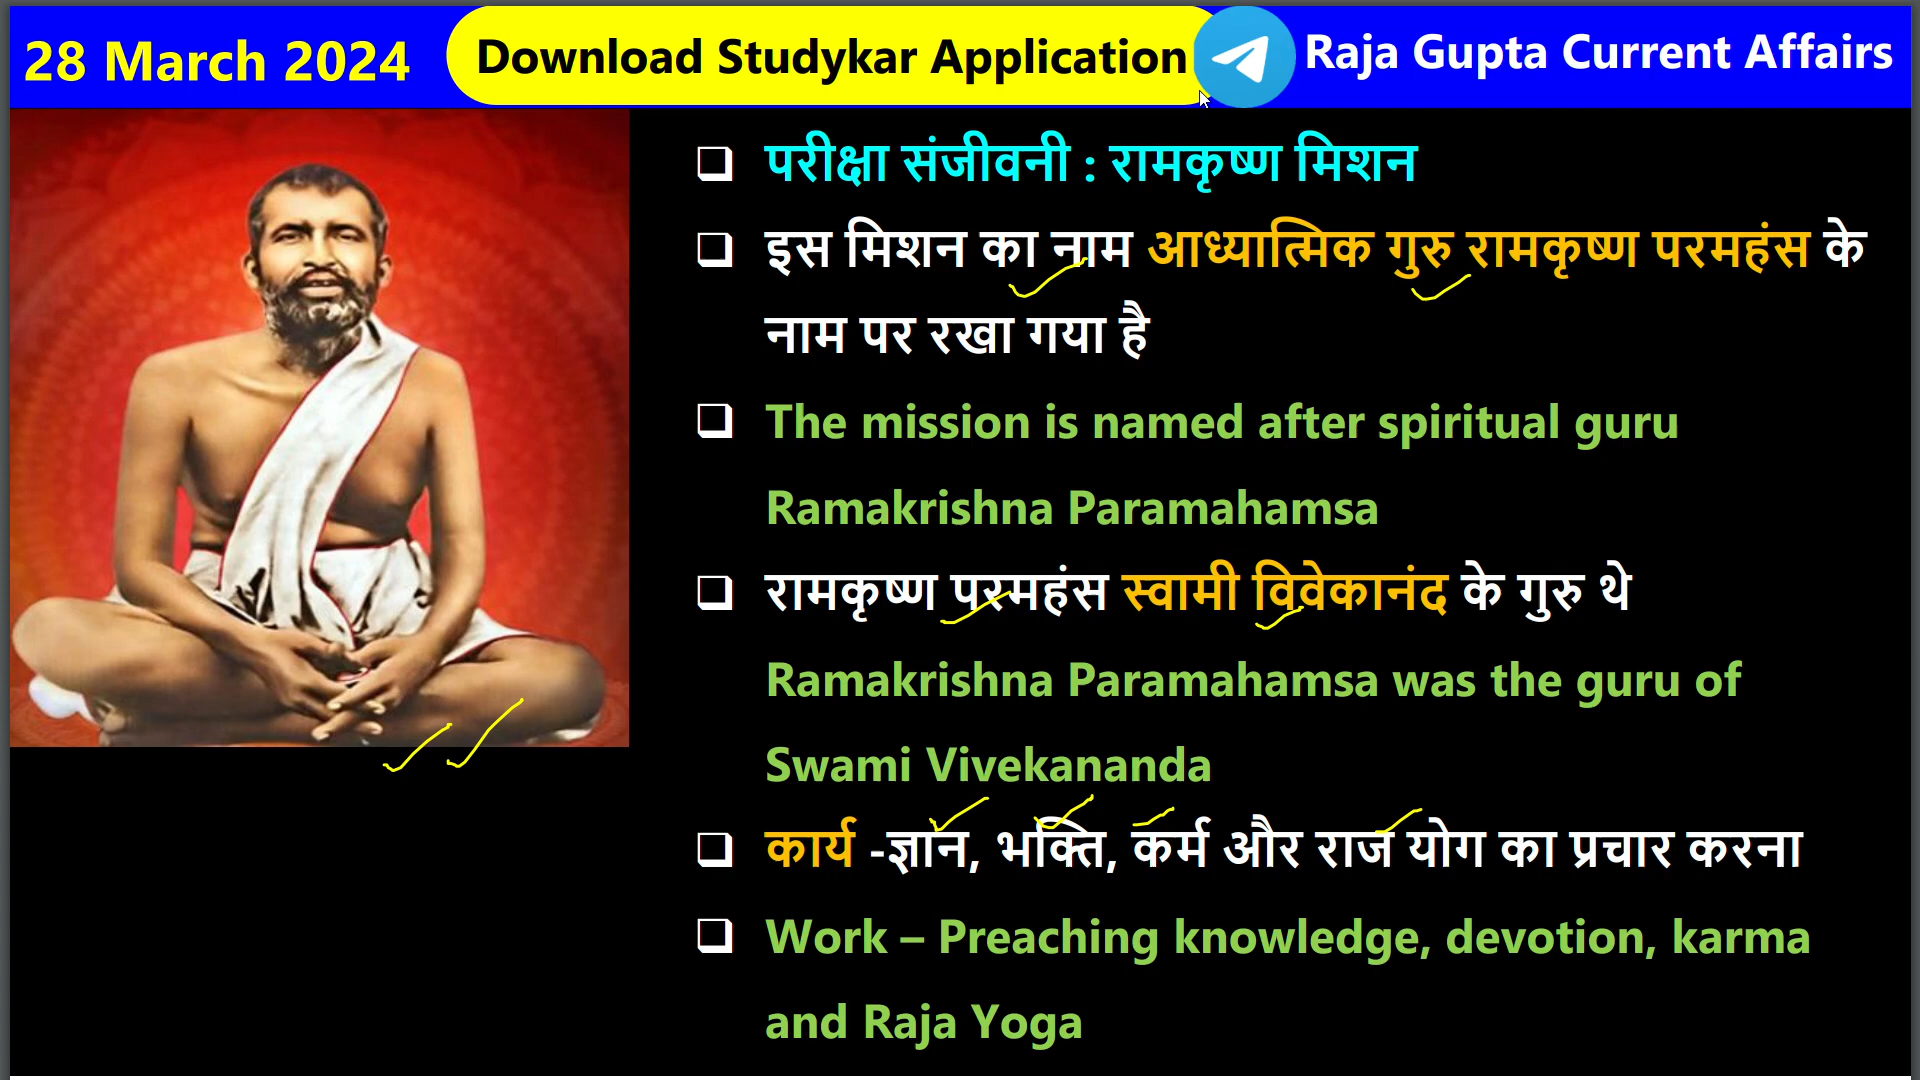 28 March 2024
Download Studykar Application
Raja Gupta Current Affairs
परीक्षा संजीवनी : रामकृष्ण मिशन
इस मिशन का नाम आध्यात्मिक गुरु रामकृष्ण परमहंस के
नाम पर रखा गया है
The mission is named after spiritual guru
Ramakrishna Paramahamsa
रामकृष्ण परमहंस स्वामी विवेकानंद के गुरु थे
Ramakrishna Paramahamsa was the guru of
Swami Vivekananda
कार्य -ज्ञान, भक्ति, कर्म और राज योग का प्रचार करना
Work – Preaching knowledge, devotion, karma
and Raja Yoga